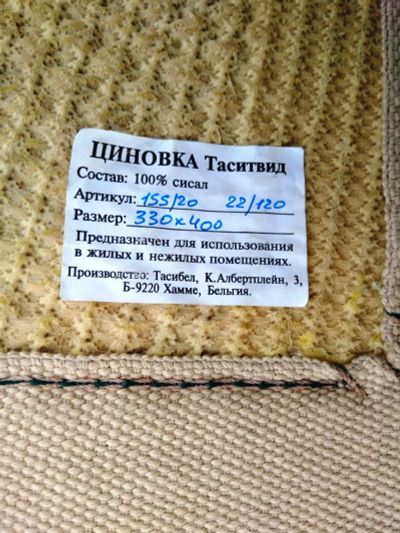 ЦИНОВКА Таситвид
Состав: 100% сисал
Артикул: 155/20 22/120
Размер: 330х400
Предназначен для использования
в жилых и нежилых помещениях.
Производство: Тасибел, К.Албертплейн, 3,
Б-9220 Хамме, Бельгия.